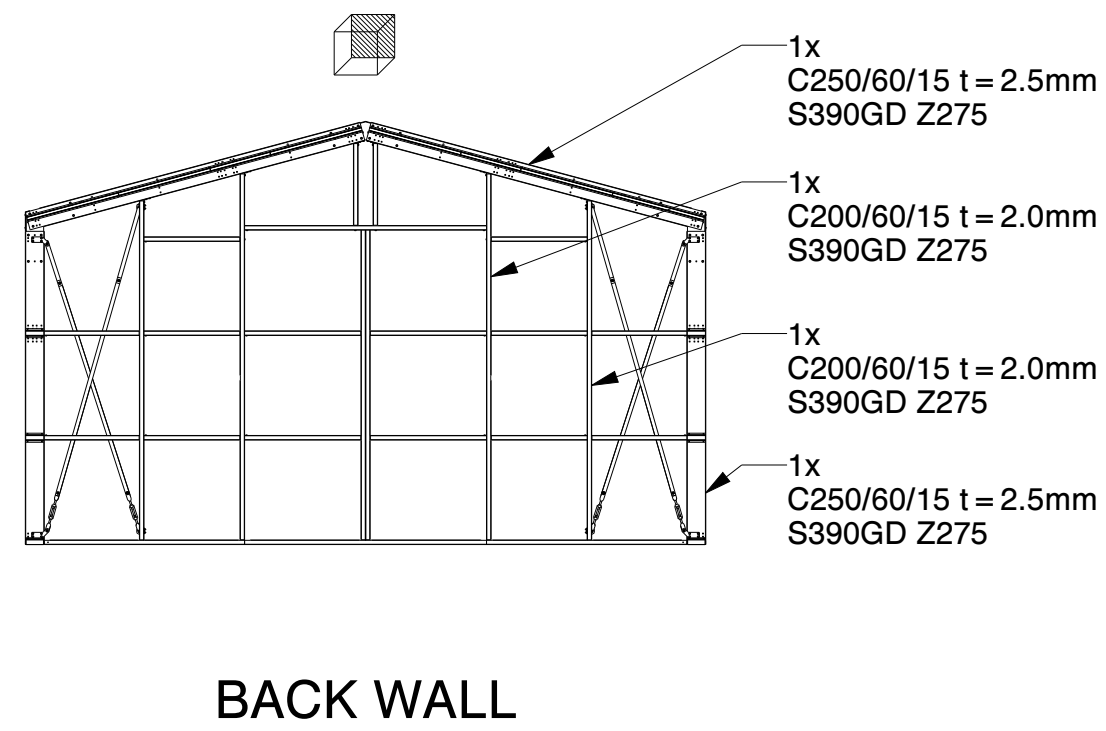 1x
C250/60/15 t = 2.5mm
S390GD Z275
1x
C200/60/15 t = 2.0mm
S390GD Z275
1x
C200/60/15 t = 2.0mm
S390GD Z275
1x
C250/60/15 t = 2.5mm
S390GD Z275
BACK WALL